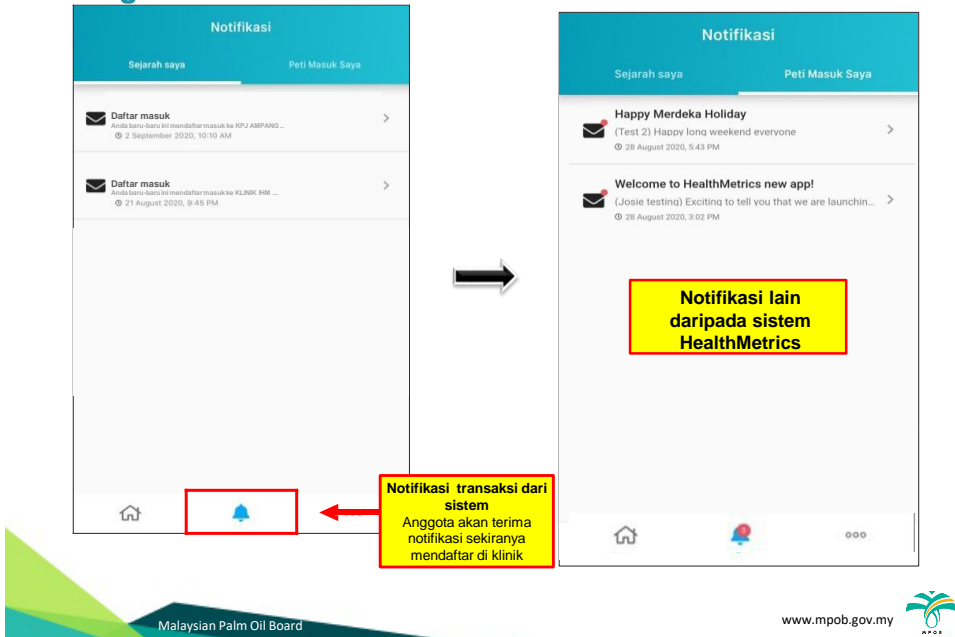 Notifikasi
Sejarah saya
Peti Masuk Saya
Daftar masuk
Anda baru-baru ini mendaftar masuk ke KPJ AMPANG ..
2 September 2020, 10:10 AM
Daftar masuk
Anda baru-baru ini mendaftar masuk ke KLINIK IHM ....
21 August 2020, 9:45 PM
Notifikasi transaksi dari
sistem
Anggota akan terima
notifikasi sekiranya
mendaftar di klinik
Notifikasi
Sejarah saya
Peti Masuk Saya
Happy Merdeka Holiday
(Test 2) Happy long weekend everyone
28 August 2020, 5:43 PM
Welcome to HealthMetrics new app!
(Josie testing) Exciting to tell you that we are launchin...
28 August 2020, 3:02 PM
Notifikasi lain
daripada sistem
HealthMetrics
Malaysian Palm Oil Board
www.mpob.gov.my
MPOB